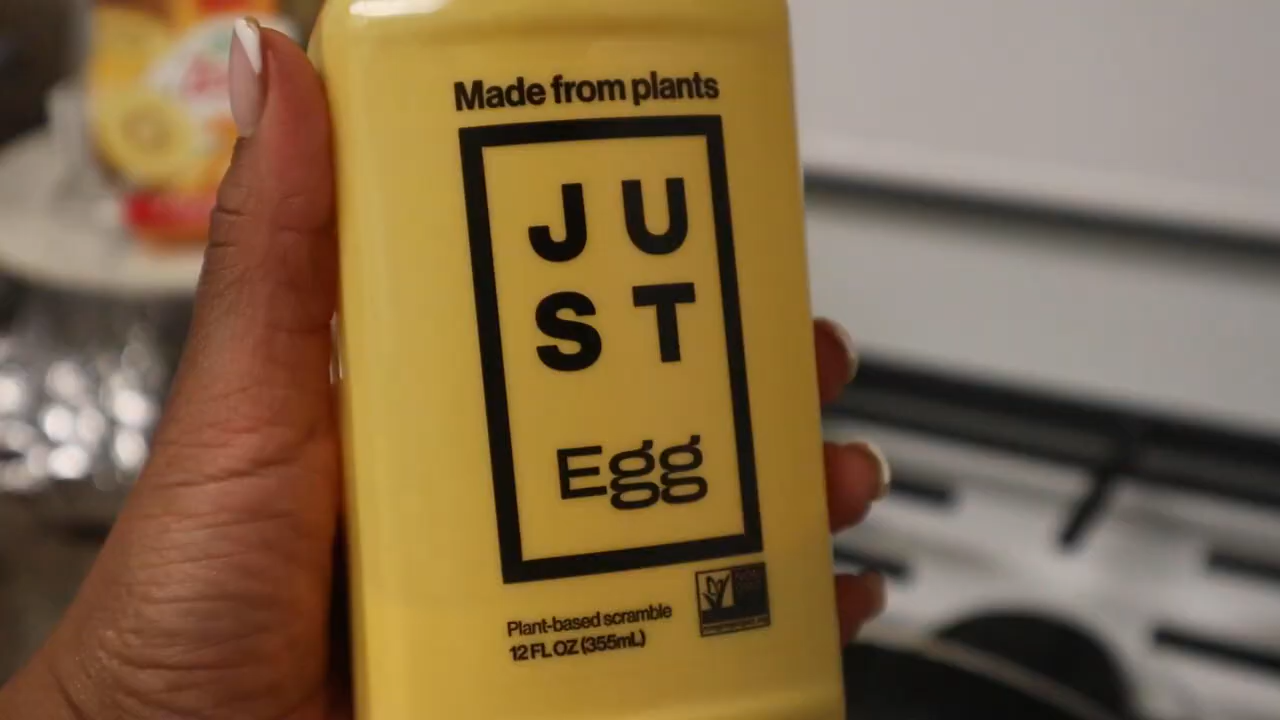 Made from plants
JU
ST
Egg
Plant-based scramble
12 FL OZ (355mL)